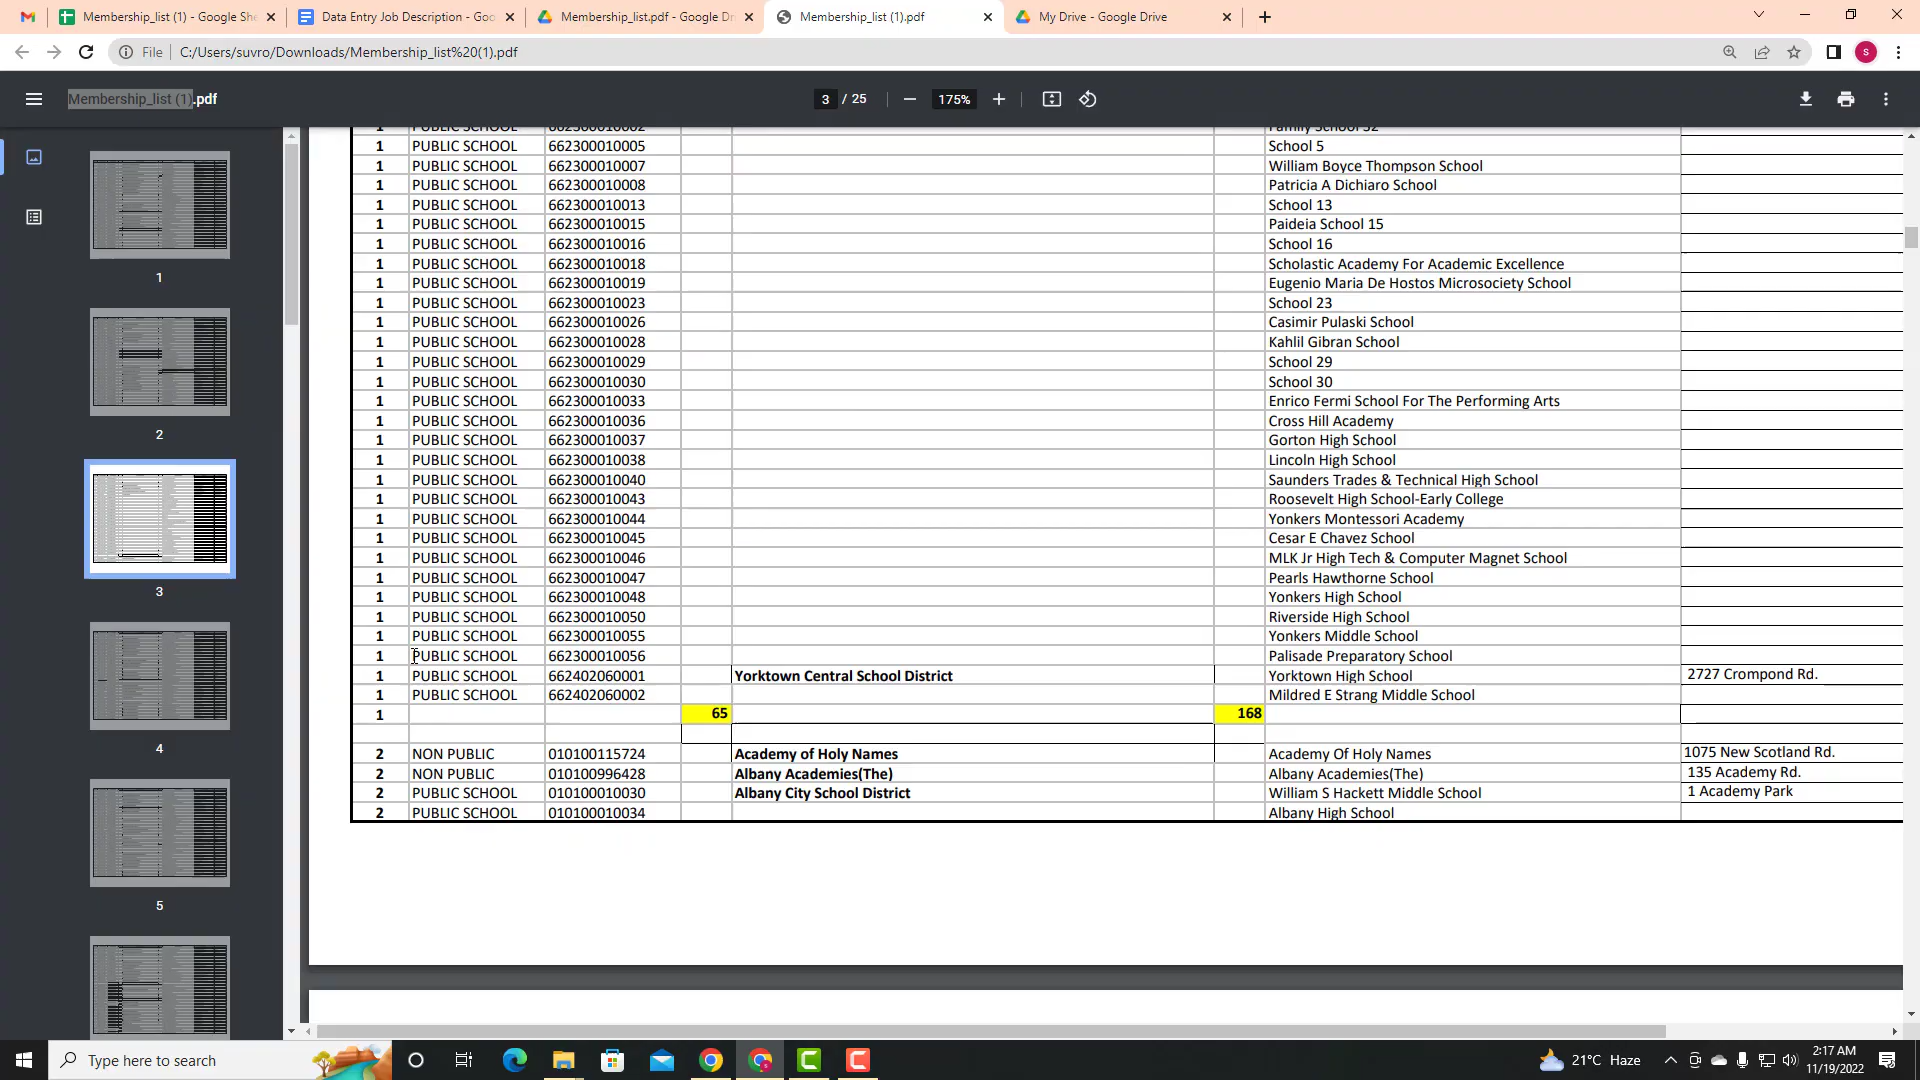 Membership_list (1) - Google She
Data Entry Job Description - Goo
Membership_list.pdf - Google Dr
Membership_list (1).pdf
My Drive - Google Drive
File C:/Users/suvro/Downloads/Membership_list%20(1).pdf
S
Membership_list (1).pdf
3 / 25
175%
1
2
3
4
5
1 PUBLIC SCHOOL 662300010002 Family School 32
1 PUBLIC SCHOOL 662300010005 School 5
1 PUBLIC SCHOOL 662300010007 William Boyce Thompson School
1 PUBLIC SCHOOL 662300010008 Patricia A Dichiaro School
1 PUBLIC SCHOOL 662300010013 School 13
1 PUBLIC SCHOOL 662300010015 Paideia School 15
1 PUBLIC SCHOOL 662300010016 School 16
1 PUBLIC SCHOOL 662300010018 Scholastic Academy For Academic Excellence
1 PUBLIC SCHOOL 662300010019 Eugenio Maria De Hostos Microsociety School
1 PUBLIC SCHOOL 662300010023 School 23
1 PUBLIC SCHOOL 662300010026 Casimir Pulaski School
1 PUBLIC SCHOOL 662300010028 Kahlil Gibran School
1 PUBLIC SCHOOL 662300010029 School 29
1 PUBLIC SCHOOL 662300010030 School 30
1 PUBLIC SCHOOL 662300010033 Enrico Fermi School For The Performing Arts
1 PUBLIC SCHOOL 662300010036 Cross Hill Academy
1 PUBLIC SCHOOL 662300010037 Gorton High School
1 PUBLIC SCHOOL 662300010038 Lincoln High School
1 PUBLIC SCHOOL 662300010040 Saunders Trades & Technical High School
1 PUBLIC SCHOOL 662300010043 Roosevelt High School-Early College
1 PUBLIC SCHOOL 662300010044 Yonkers Montessori Academy
1 PUBLIC SCHOOL 662300010045 Cesar E Chavez School
1 PUBLIC SCHOOL 662300010046 MLK Jr High Tech & Computer Magnet School
1 PUBLIC SCHOOL 662300010047 Pearls Hawthorne School
1 PUBLIC SCHOOL 662300010048 Yonkers High School
1 PUBLIC SCHOOL 662300010050 Riverside High School
1 PUBLIC SCHOOL 662300010055 Yonkers Middle School
1 PUBLIC SCHOOL 662300010056 Palisade Preparatory School
1 PUBLIC SCHOOL 662402060001 Yorktown Central School District Yorktown High School 2727 Crompond Rd.
1 PUBLIC SCHOOL 662402060002 Mildred E Strang Middle School
1 65 168
2 NON PUBLIC 010100115724 Academy of Holy Names Academy Of Holy Names 1075 New Scotland Rd.
2 NON PUBLIC 010100996428 Albany Academies(The) Albany Academies(The) 135 Academy Rd.
2 PUBLIC SCHOOL 010100010030 Albany City School District William S Hackett Middle School 1 Academy Park
2 PUBLIC SCHOOL 010100010034 Albany High School
Type here to search
21°C Haze
2:17 AM
11/19/2022